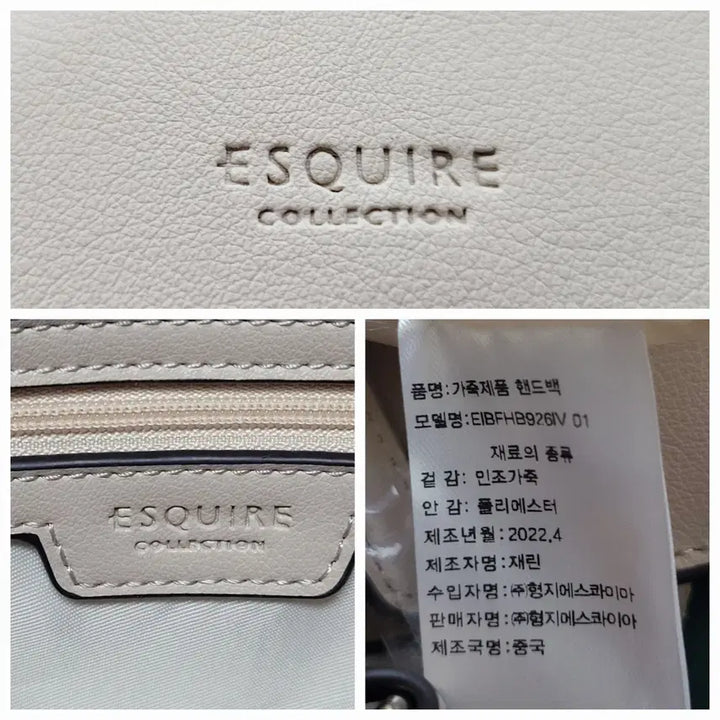 ESQUIRE
COLLECTION
ESQUIRE
COLLECTION
품명:가죽제품 핸드백
모델명:EIBFHB926IV 01
재료의 종류
겉 감: 민조가죽
안 감: 폴리에스터
제조년월:2022.4
제조자명:재린
수입자명:㈜형지에스콰이아
판매자명:㈜형지에스콰이아
제조국명:중국